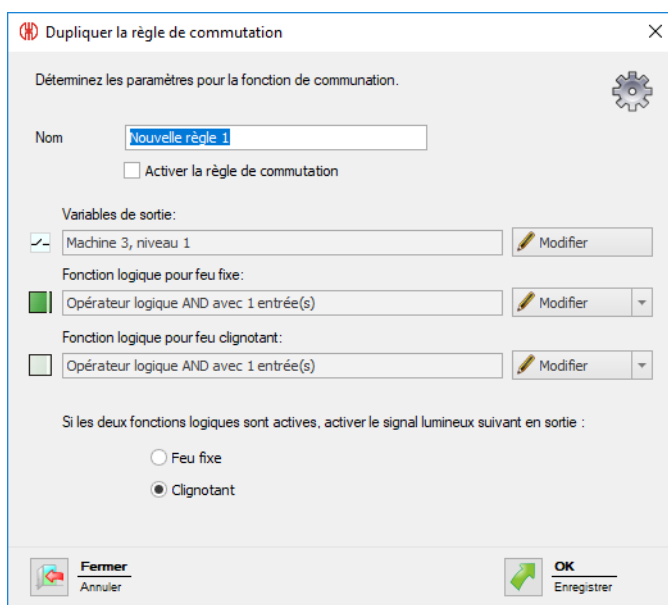 Dupliquer la règle de commutation
Déterminez les paramètres pour la fonction de communation.
Nom
Nouvelle règle 1
Activer la règle de commutation
Variables de sortie:
Machine 3, niveau 1
Modifier
Fonction logique pour feu fixe:
Opérateur logique AND avec 1 entrée(s)
Modifier
Fonction logique pour feu clignotant:
Opérateur logique AND avec 1 entrée(s)
Modifier
Si les deux fonctions logiques sont actives, activer le signal lumineux suivant en sortie :
Feu fixe
Clignotant
Fermer
Annuler
OK
Enregistrer